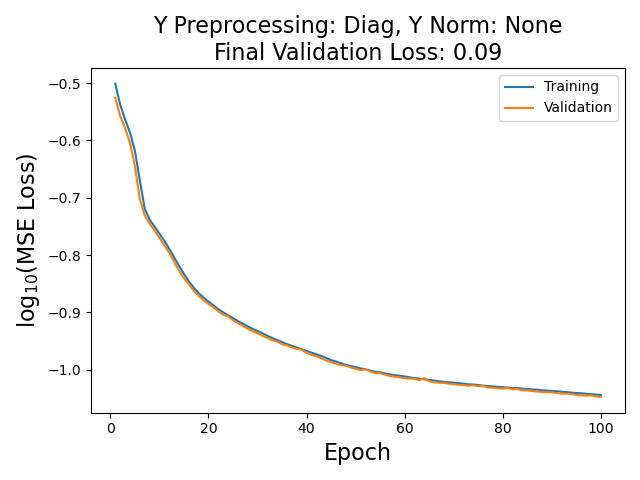 Y Preprocessing: Diag, Y Norm: None
Final Validation Loss: 0.09
Training
Validation
−0.5
−0.6
−0.7
−0.8
−0.9
−1.0
log₁₀(MSE Loss)
0 20 40 60 80 100
Epoch